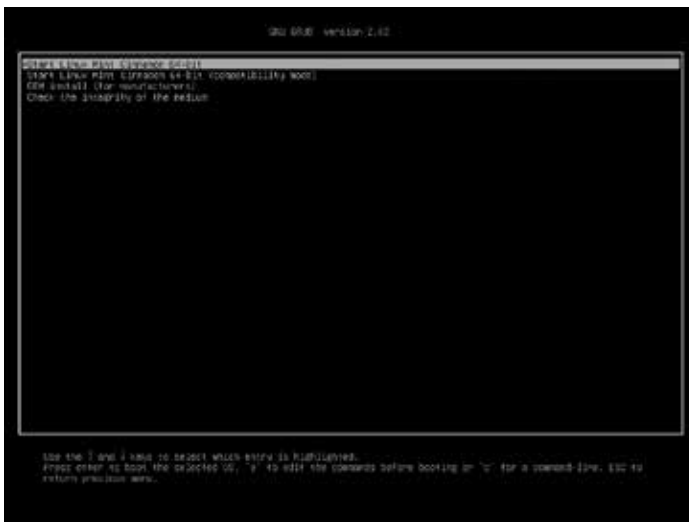 GNU GRUB version 2.02
*Start Linux Mint Cinnamon 64-bit
Start Linux Mint Cinnamon 64-bit (compatibility mode)
OEM install (for manufacturers)
Check the integrity of the medium
Use the ↑ and ↓ keys to select which entry is highlighted.
Press enter to boot the selected OS, `e' to edit the commands before booting or `c' for a command-line. ESC to
return previous menu.